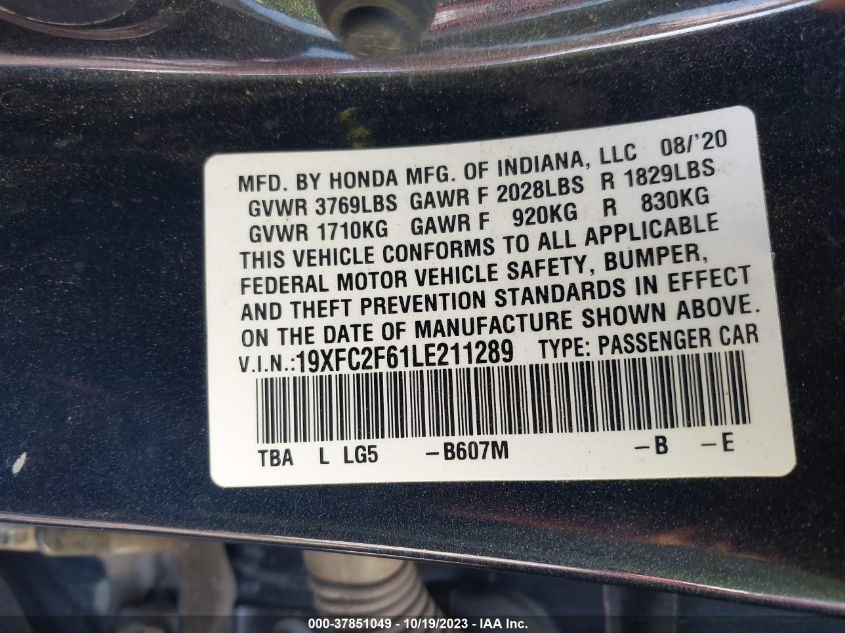 MFD. BY HONDA MFG. OF INDIANA, LLC 08/'20
GVWR 3769LBS GAWR F 2028LBS R 1829LBS
GVWR 1710KG GAWR F 920KG R 830KG
THIS VEHICLE CONFORMS TO ALL APPLICABLE
FEDERAL MOTOR VEHICLE SAFETY, BUMPER,
AND THEFT PREVENTION STANDARDS IN EFFECT
ON THE DATE OF MANUFACTURE SHOWN ABOVE.
V.I.N.:19XFC2F61LE211289 TYPE: PASSENGER CAR
TBA L LG5 -B607M -B -E
000-37851049 - 10/19/2023 - IAA Inc.